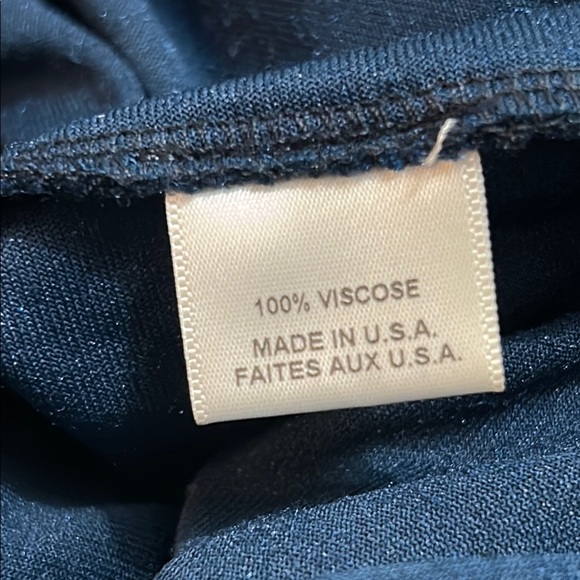 100% VISCOSE
MADE IN U.S.A.
FAITES AUX U.S.A.